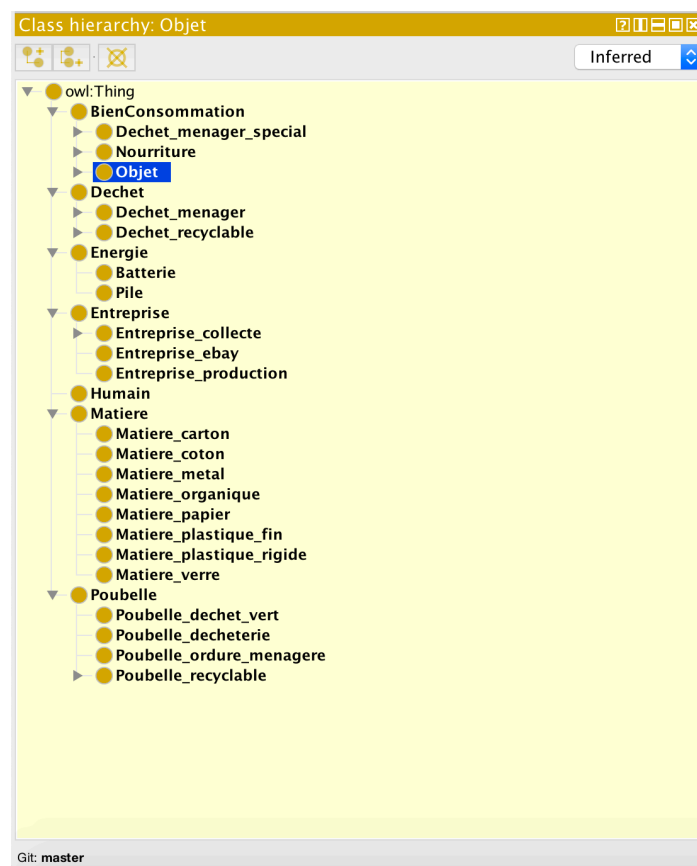 Class hierarchy: Objet
Inferred
owl:Thing
BienConsommation
Dechet_menager_special
Nourriture
Objet
Dechet
Dechet_menager
Dechet_recyclable
Energie
Batterie
Pile
Entreprise
Entreprise_collecte
Entreprise_ebay
Entreprise_production
Humain
Matiere
Matiere_carton
Matiere_coton
Matiere_metal
Matiere_organique
Matiere_papier
Matiere_plastique_fin
Matiere_plastique_rigide
Matiere_verre
Poubelle
Poubelle_dechet_vert
Poubelle_decheterie
Poubelle_ordure_menagere
Poubelle_recyclable
Git: master